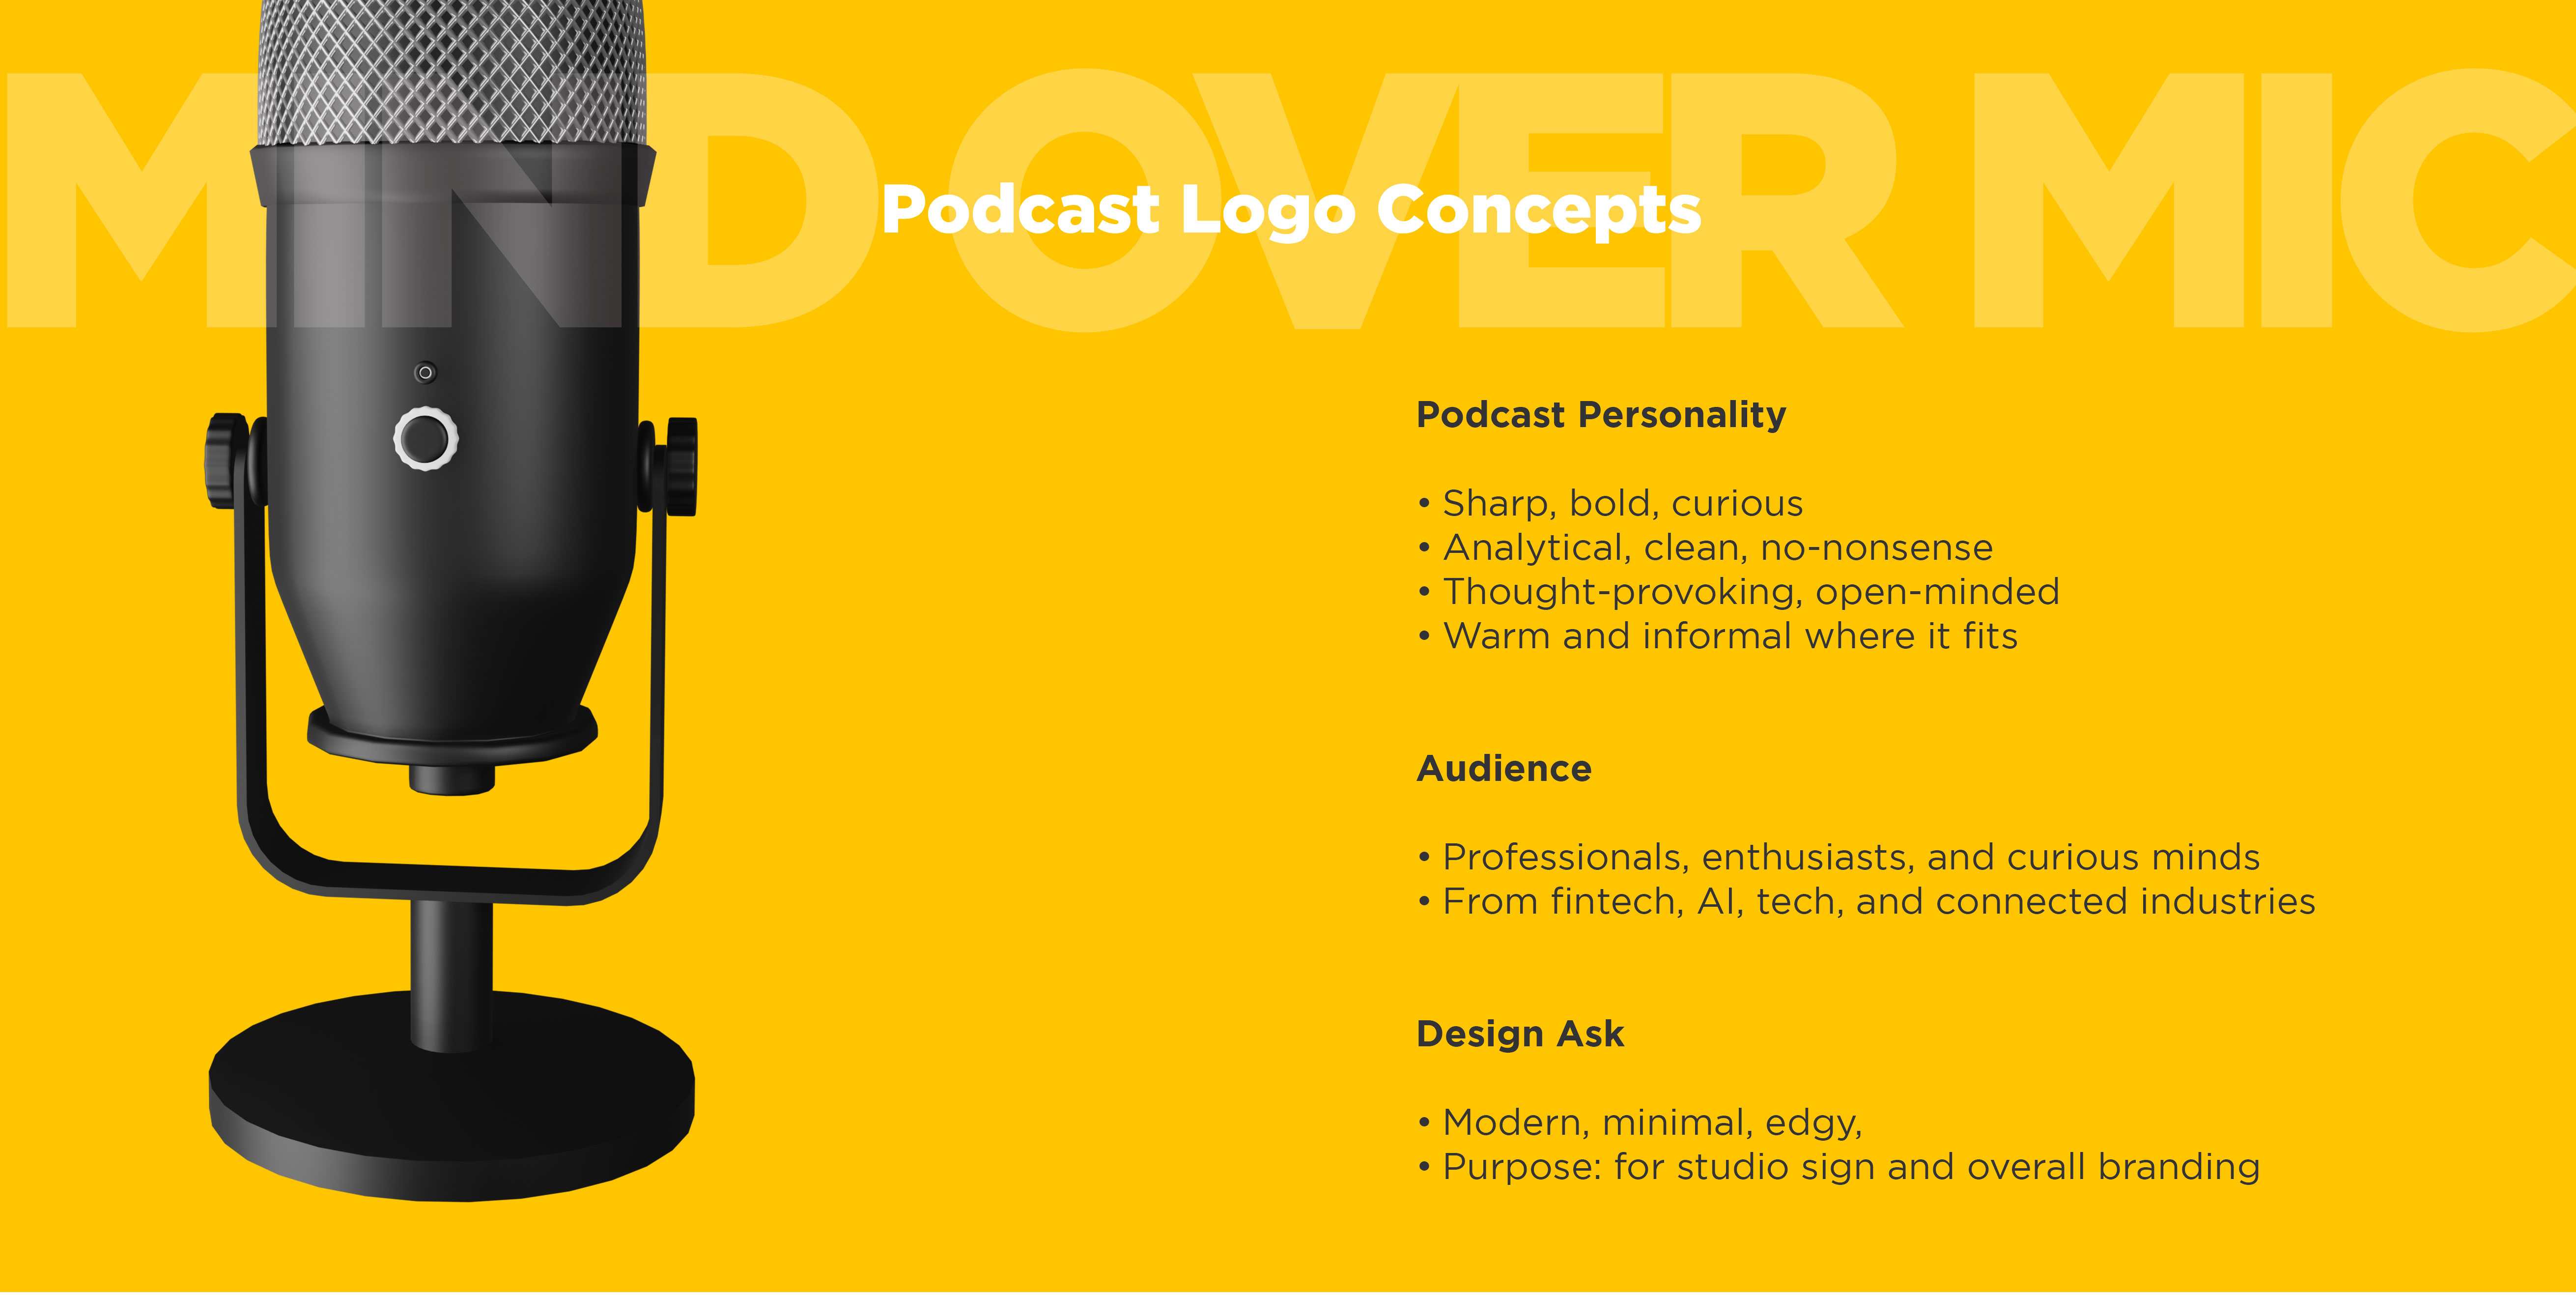 MIND OVER MIC
Podcast Logo Concepts
Podcast Personality
• Sharp, bold, curious
• Analytical, clean, no-nonsense
• Thought-provoking, open-minded
• Warm and informal where it fits
Audience
• Professionals, enthusiasts, and curious minds
• From fintech, AI, tech, and connected industries
Design Ask
• Modern, minimal, edgy,
• Purpose: for studio sign and overall branding